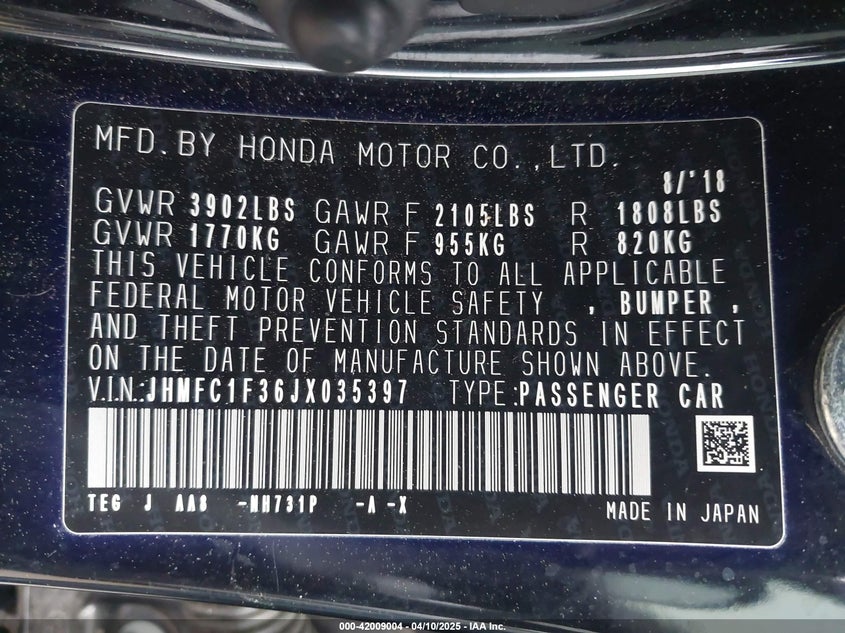 MFD. BY HONDA MOTOR CO., LTD.
8/'18
GVWR 3902LBS GAWR F 2105LBS R 1808LBS
GVWR 1770KG GAWR F 955KG R 820KG
THIS VEHICLE CONFORMS TO ALL APPLICABLE
FEDERAL MOTOR VEHICLE SAFETY , BUMPER ,
AND THEFT PREVENTION STANDARDS IN EFFECT
ON THE DATE OF MANUFACTURE SHOWN ABOVE.
V.I.N.:JHMFC1F36JX035397 TYPE:PASSENGER CAR
TEG J AA8 -NH731P -A -X
MADE IN JAPAN
000-42009004 - 04/10/2025 - IAA Inc.